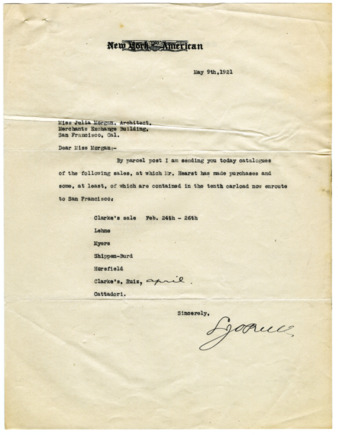 New York American
May 9th, 1921
Miss Julia Morgan, Architect,
Merchants Exchange Building,
San Francisco, Cal.
Dear Miss Morgan:-
By parcel post I am sending you today catalogues
of the following sales, at which Mr. Hearst has made purchases and
some, at least, of which are contained in the tenth carload now enroute
to San Francisco:
Clarke's sale Feb. 24th - 26th
Lehne
Myers
Shippen-Burd
Horefield
Clarke's, Ruiz, april.
Cattadori.
Sincerely,